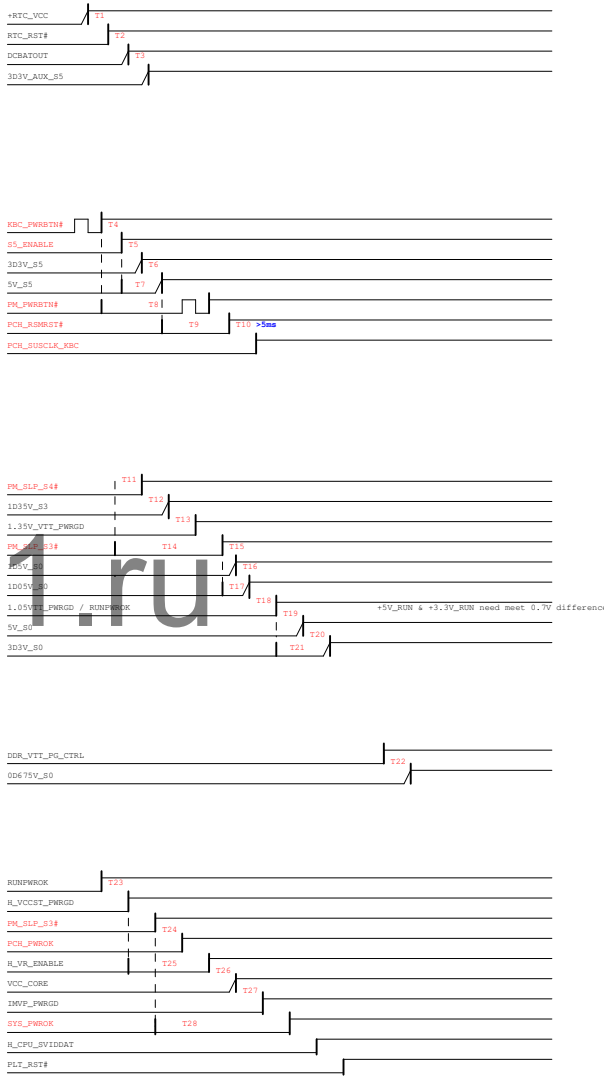 +RTC_VCC T1
RTC_RST# T2
DCBATOUT T3
3D3V_AUX_S5
KBC_PWRBTN# T4
S5_ENABLE T5
3D3V_S5 T6
5V_S5 T7
PM_PWRBTN# T8
PCH_RSMRST# T9 T10 >5ms
PCH_SUSCLK_KBC
PM_SLP_S4# T11
1D35V_S3 T12
1.35V_VTT_PWRGD T13
PM_SLP_S3# T14 T15
1D5V_S0 T16
1D05V_S0 T17
1.05VTT_PWRGD / RUNPWROK T18 +5V_RUN & +3.3V_RUN need meet 0.7V difference
5V_S0 T19
3D3V_S0 T20
T21
1.ru
DDR_VTT_PG_CTRL
0D675V_S0 T22
RUNPWROK T23
H_VCCST_PWRGD
PM_SLP_S3# T24
PCH_PWROK
H_VR_ENABLE T25 T26
VCC_CORE T27
IMVP_PWRGD
SYS_PWROK T28
H_CPU_SVIDDAT
PLT_RST#